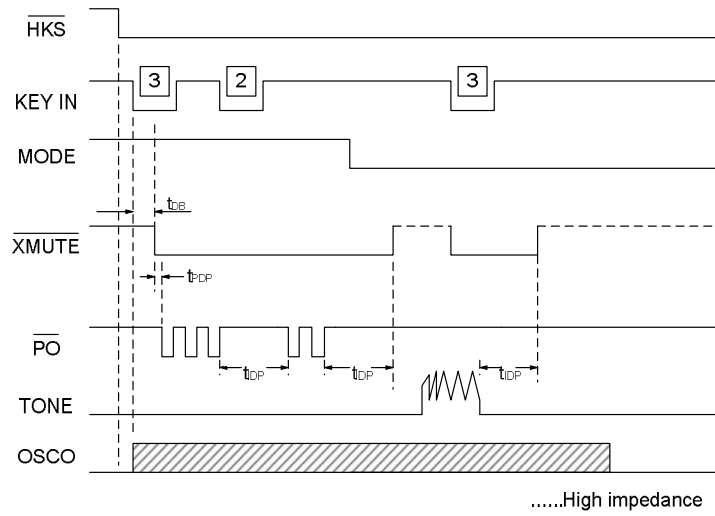 HKS
3 2 3
KEY IN
MODE
tDB
XMUTE
tPDP
PO
tIDP tIDP tIDP
TONE
OSCO
......High impedance